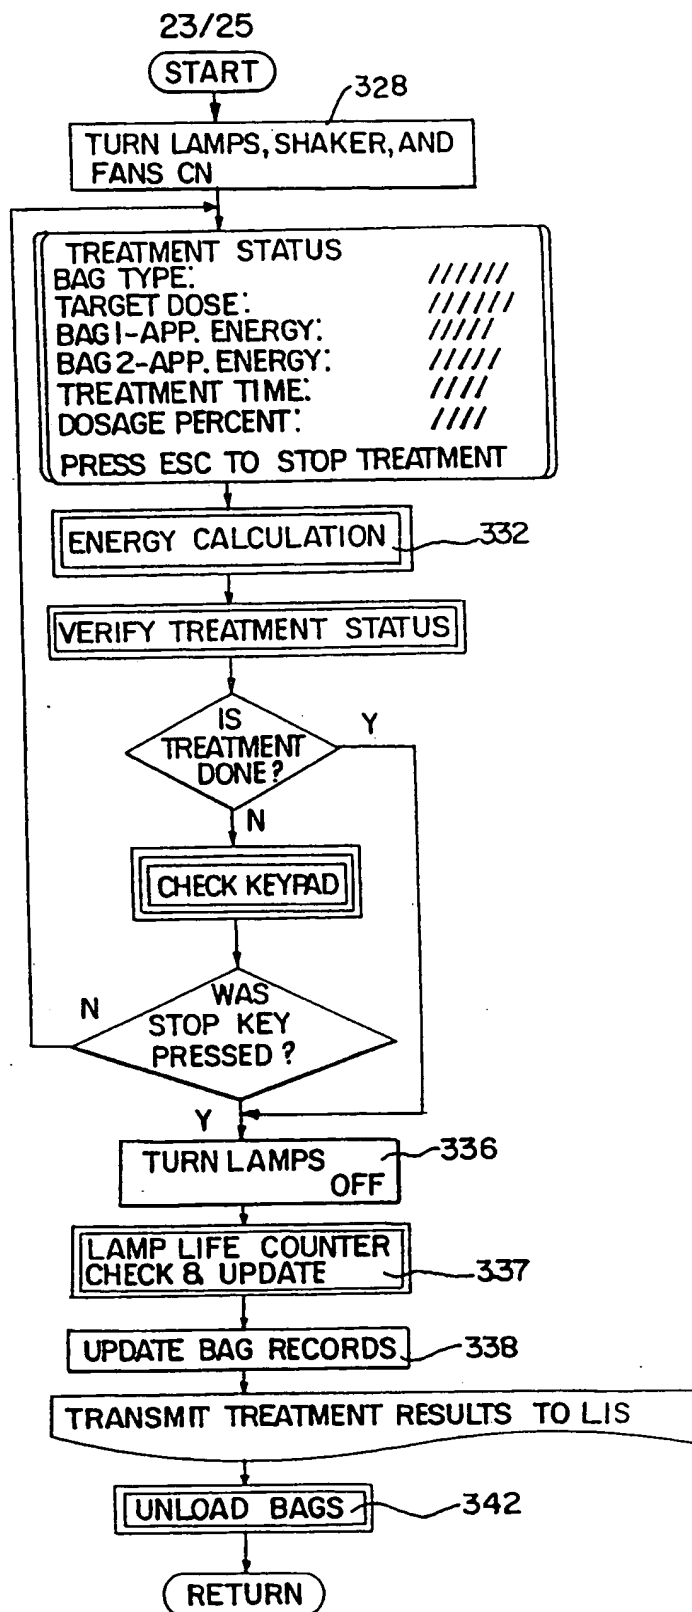 23/25
START
328
TURN LAMPS, SHAKER, AND
FANS CN
TREATMENT STATUS
BAG TYPE: //////
TARGET DOSE: //////
BAG 1-APP. ENERGY: /////
BAG 2-APP. ENERGY: /////
TREATMENT TIME: ////
DOSAGE PERCENT: ////
PRESS ESC TO STOP TREATMENT
ENERGY CALCULATION 332
VERIFY TREATMENT STATUS
IS
TREATMENT
DONE?
Y
N
CHECK KEYPAD
WAS
STOP KEY
PRESSED?
N
Y
TURN LAMPS
OFF
336
LAMP LIFE COUNTER
CHECK & UPDATE
337
UPDATE BAG RECORDS 338
TRANSMIT TREATMENT RESULTS TO LIS
UNLOAD BAGS 342
RETURN